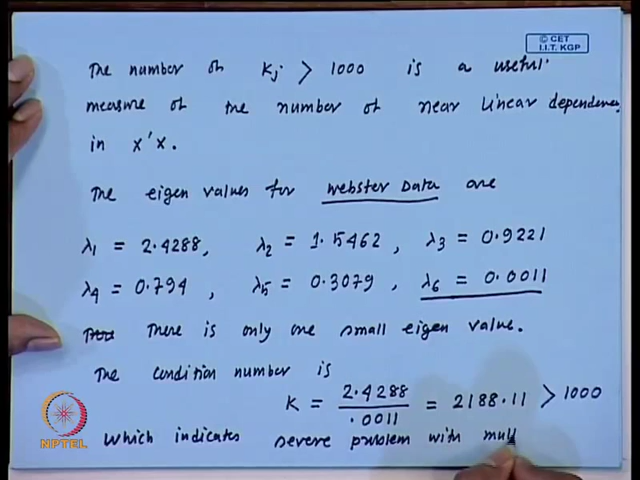 © CET
I.I.T. KGP
The number of Kj > 1000 is a useful
measure of the number of near linear dependence
in X'X.
The eigen values for Webster Data are
λ1 = 2.4288, λ2 = 1.5462, λ3 = 0.9221
λ4 = 0.794, λ5 = 0.3079, λ6 = 0.0011
There is only one small eigen value.
The condition number is
K = 2.4288 / .0011 = 2188.11 > 1000
Which indicates severe problem with mul
NPTEL